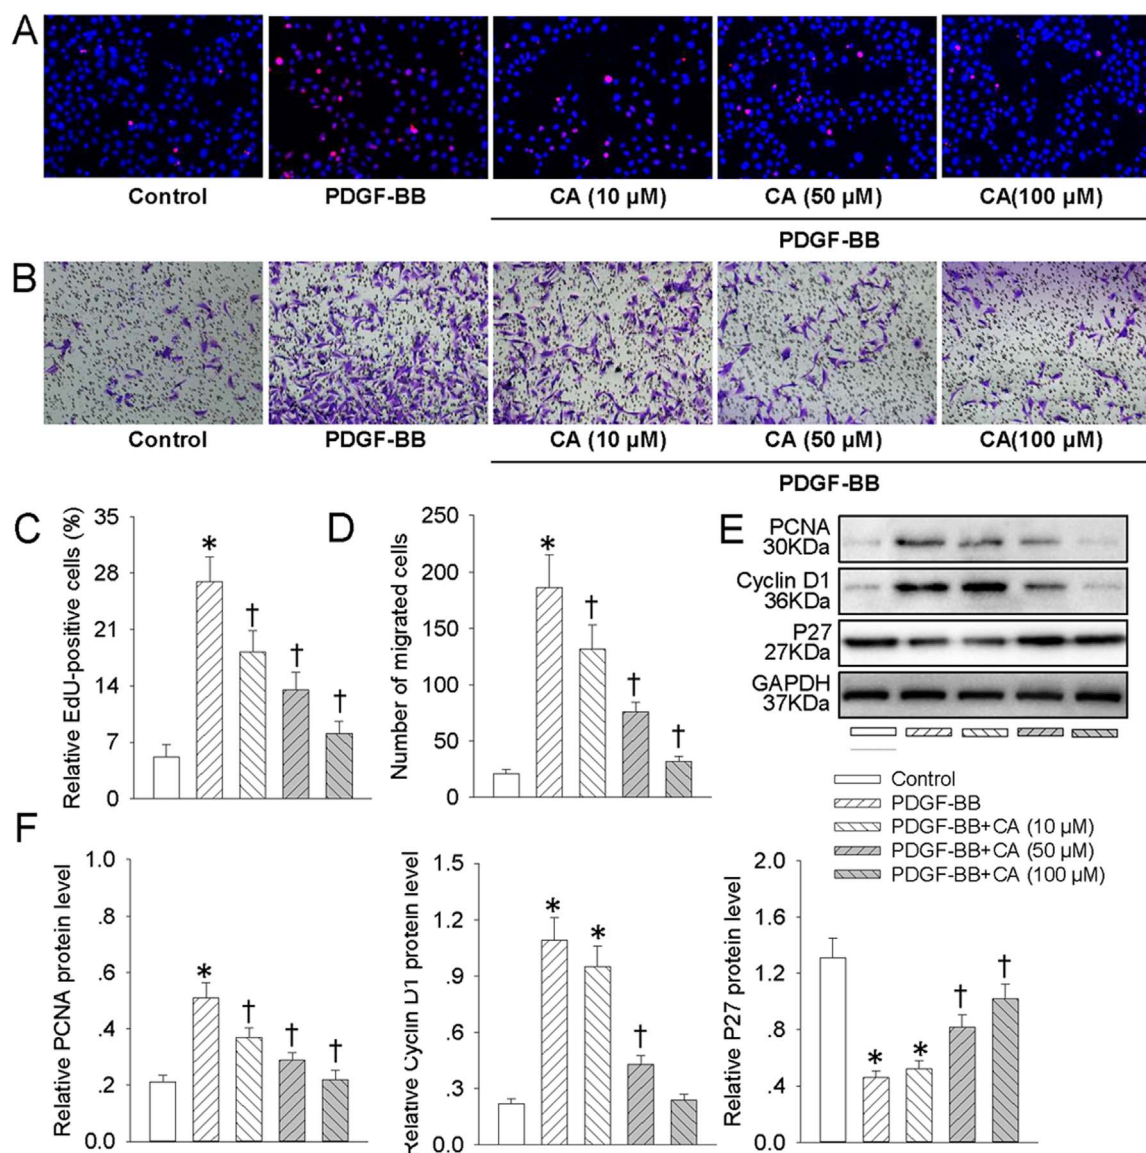 A
Control PDGF-BB CA (10 µM) CA (50 µM) CA(100 µM)
PDGF-BB
B
Control PDGF-BB CA (10 µM) CA (50 µM) CA(100 µM)
PDGF-BB
C
Relative EdU-positive cells (%)
35
28
21
14
7
0
* † † †
D
Number of migrated cells
250
200
150
100
50
0
* † † †
E
PCNA
30KDa
Cyclin D1
36KDa
P27
27KDa
GAPDH
37KDa
Control
PDGF-BB
PDGF-BB+CA (10 µM)
PDGF-BB+CA (50 µM)
PDGF-BB+CA (100 µM)
F
Relative PCNA protein level
1.0
.8
.6
.4
.2
0.0
* † † †
Relative Cyclin D1 protein level
1.5
1.2
.9
.6
.3
0.0
* * †
Relative P27 protein level
2.0
1.6
1.2
.8
.4
0.0
* * † †